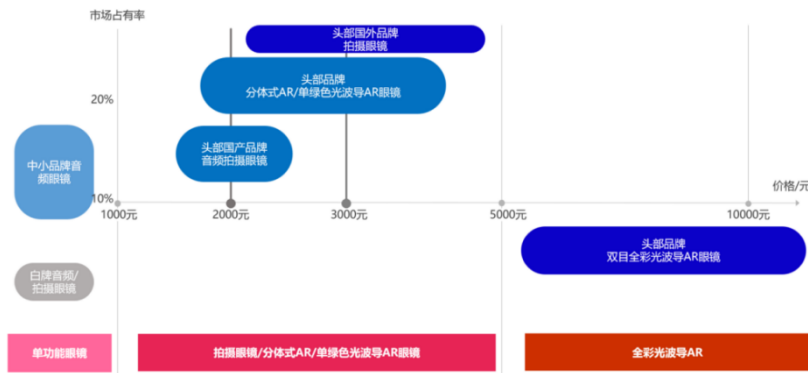 市场占有率
头部国外品牌
拍摄眼镜
头部品牌
分体式AR/单绿色光波导AR眼镜
20%
头部国产品牌
音频拍摄眼镜
中小品牌音
频眼镜
价格/元
10%
1000元
2000元
3000元
5000元
10000元
头部品牌
双目全彩光波导AR眼镜
白牌音频/
拍摄眼镜
单功能眼镜
拍摄眼镜/分体式AR/单绿色光波导AR眼镜
全彩光波导AR